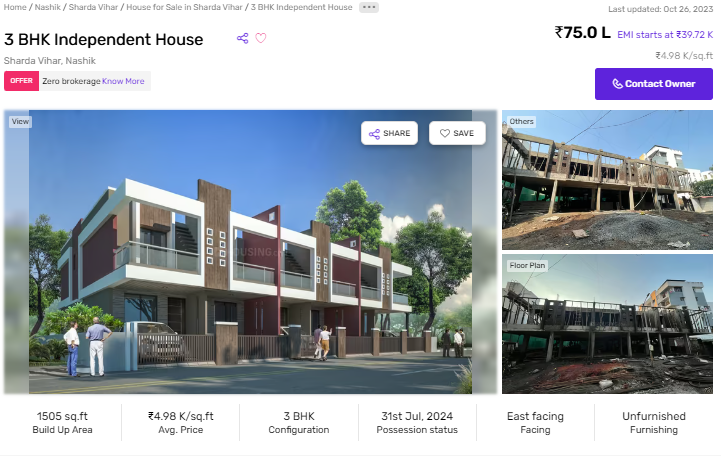 Home / Nashik / Sharda Vihar / House for Sale in Sharda Vihar / 3 BHK Independent House
Last updated: Oct 26, 2023
3 BHK Independent House
₹75.0 L EMI starts at ₹39.72 K
Sharda Vihar, Nashik
₹4.98 K/sq.ft
OFFER Zero brokerage Know More
Contact Owner
View
SHARE
SAVE
Others
HOUSING
Floor Plan
1505 sq.ft
Build Up Area
₹4.98 K/sq.ft
Avg. Price
3 BHK
Configuration
31st Jul, 2024
Possession status
East facing
Facing
Unfurnished
Furnishing